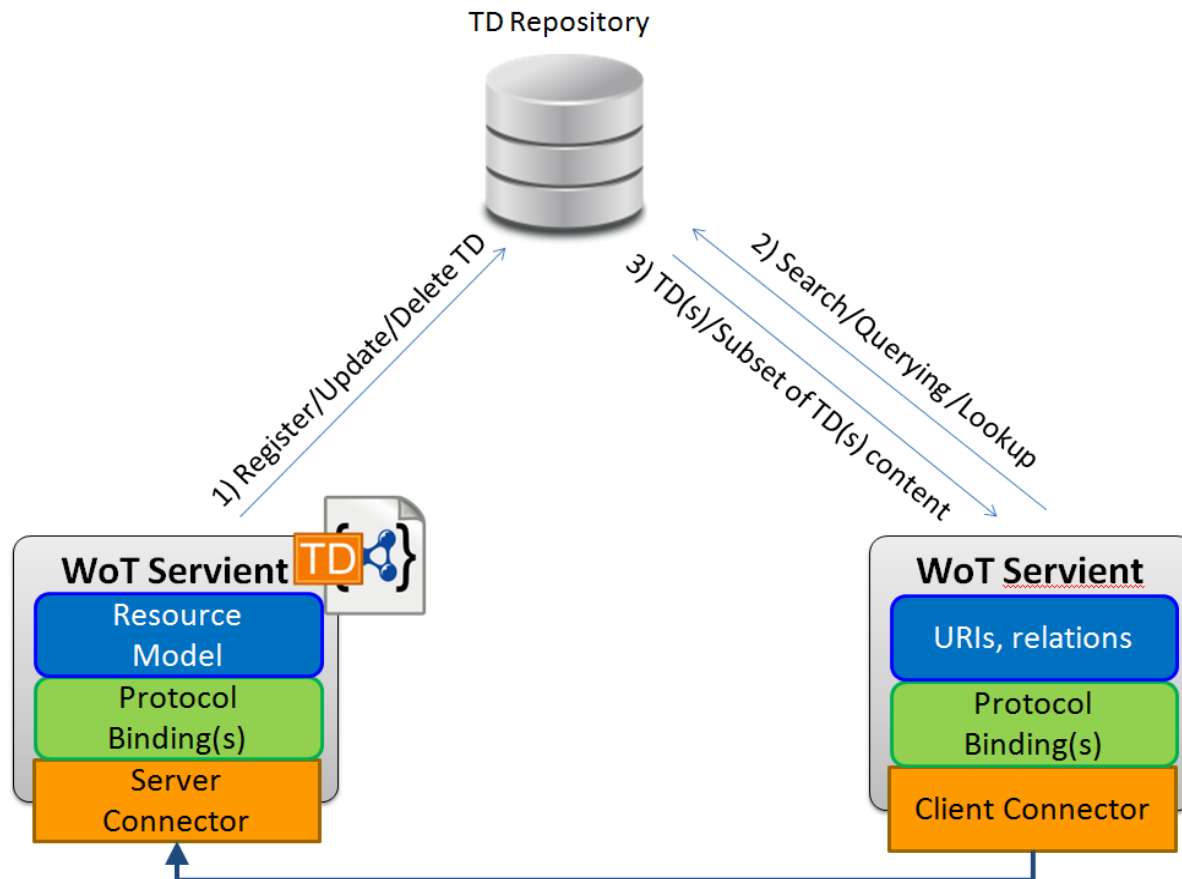 TD Repository
1) Register/Update/Delete TD
2) Search/Querying/Lookup
3) TD(s)/Subset of TD(s) content
WoT Servient
{ TD }
Resource
Model
Protocol
Binding(s)
Server
Connector
WoT Servient
URIs, relations
Protocol
Binding(s)
Client Connector